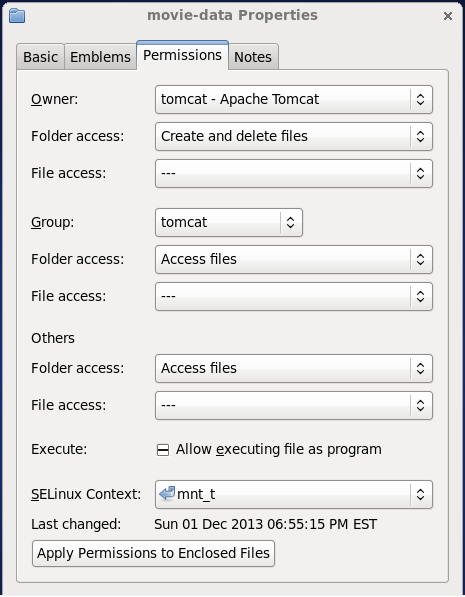 movie-data Properties
Basic Emblems Permissions Notes
Owner: tomcat - Apache Tomcat
Folder access: Create and delete files
File access: ---
Group: tomcat
Folder access: Access files
File access: ---
Others
Folder access: Access files
File access: ---
Execute: Allow executing file as program
SELinux Context: mnt_t
Last changed: Sun 01 Dec 2013 06:55:15 PM EST
Apply Permissions to Enclosed Files